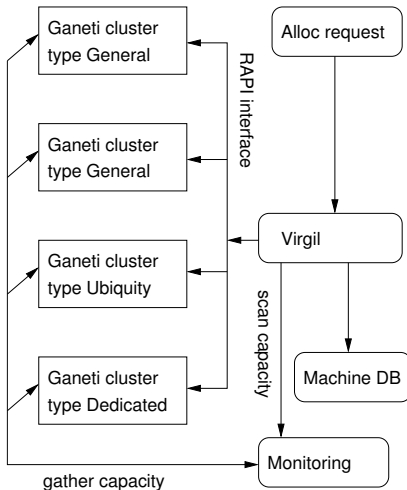 Ganeti cluster
type General
Alloc request
RAPI interface
Ganeti cluster
type General
Virgil
Ganeti cluster
type Ubiquity
scan capacity
Ganeti cluster
type Dedicated
Machine DB
Monitoring
gather capacity